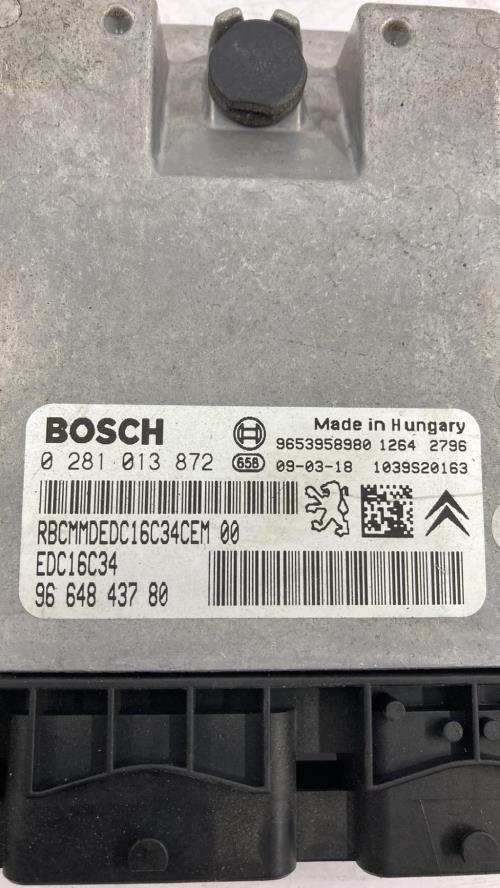 BOSCH
Made in Hungary
9653958980 1264 2796
0 281 013 872
658 09-03-18 1039S20163
RBCMMDEDC16C34CEM 00
EDC16C34
96 648 437 80